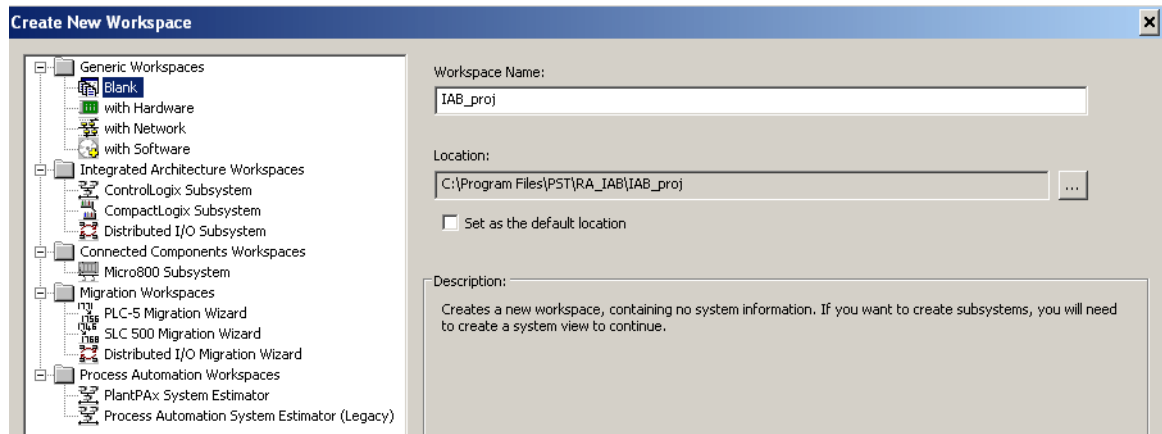 Create New Workspace
Generic Workspaces
Blank
with Hardware
with Network
with Software
Integrated Architecture Workspaces
ControlLogix Subsystem
CompactLogix Subsystem
Distributed I/O Subsystem
Connected Components Workspaces
Micro800 Subsystem
Migration Workspaces
PLC-5 Migration Wizard
SLC 500 Migration Wizard
Distributed I/O Migration Wizard
Process Automation Workspaces
PlantPAx System Estimator
Process Automation System Estimator (Legacy)
Workspace Name:
IAB_proj
Location:
C:\Program Files\PST\RA_IAB\IAB_proj
...
Set as the default location
Description:
Creates a new workspace, containing no system information. If you want to create subsystems, you will need
to create a system view to continue.